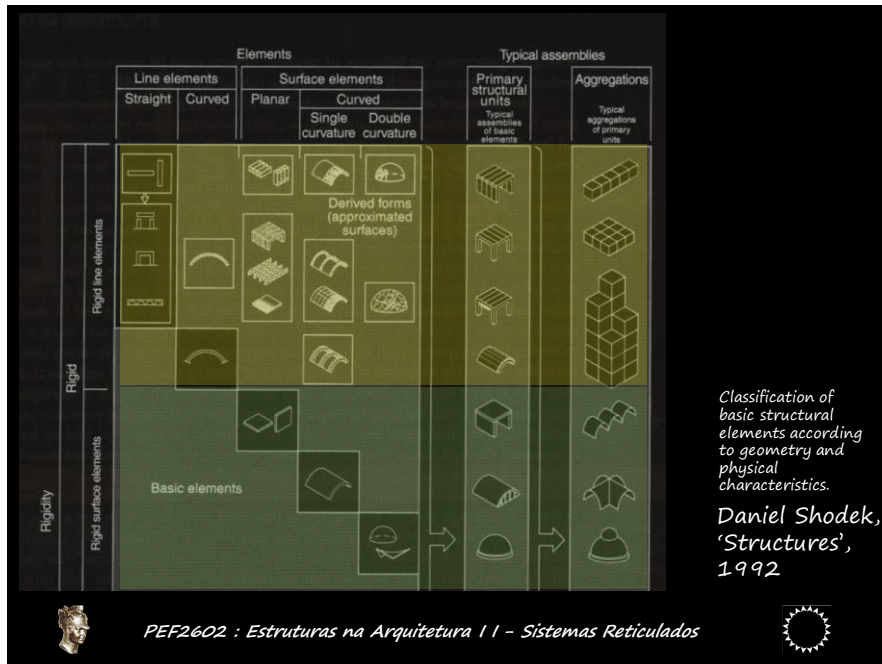 Elements
Typical assemblies
Line elements
Surface elements
Primary
structural
units
Aggregations
Straight
Curved
Planar
Curved
Typical
assemblies
of basic
elements
Typical
aggregations
of primary
units
Single
curvature
Double
curvature
Derived forms
(approximated
surfaces)
Rigid line elements
Rigid
Basic elements
Rigid surface elements
Rigidity
Classification of
basic structural
elements according
to geometry and
physical
characteristics.
Daniel Shodek,
‘Structures’,
1992
PEF2602 : Estruturas na Arquitetura I I - Sistemas Reticulados